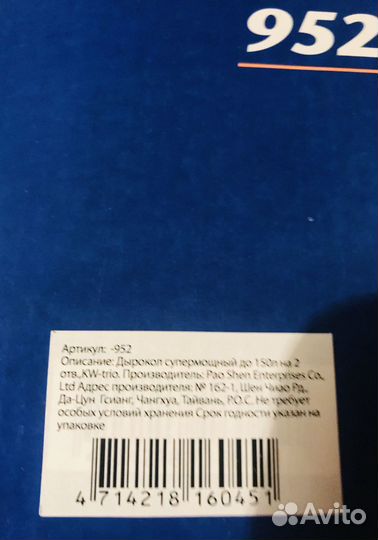 952
Артикул: -952
Описание: Дырокол супермощный до 150л на 2
отв.,KW-trio. Производитель: Pao Shen Enterprises Co.,
Ltd Адрес производителя: № 162-1, Шен Чиао Рд.,
Да-Цун Гсианг, Чангхуа, Тайвань, Р.О.С. Не требует
особых условий хранения Срок годности указан на
упаковке
4 714218 160451
Avito